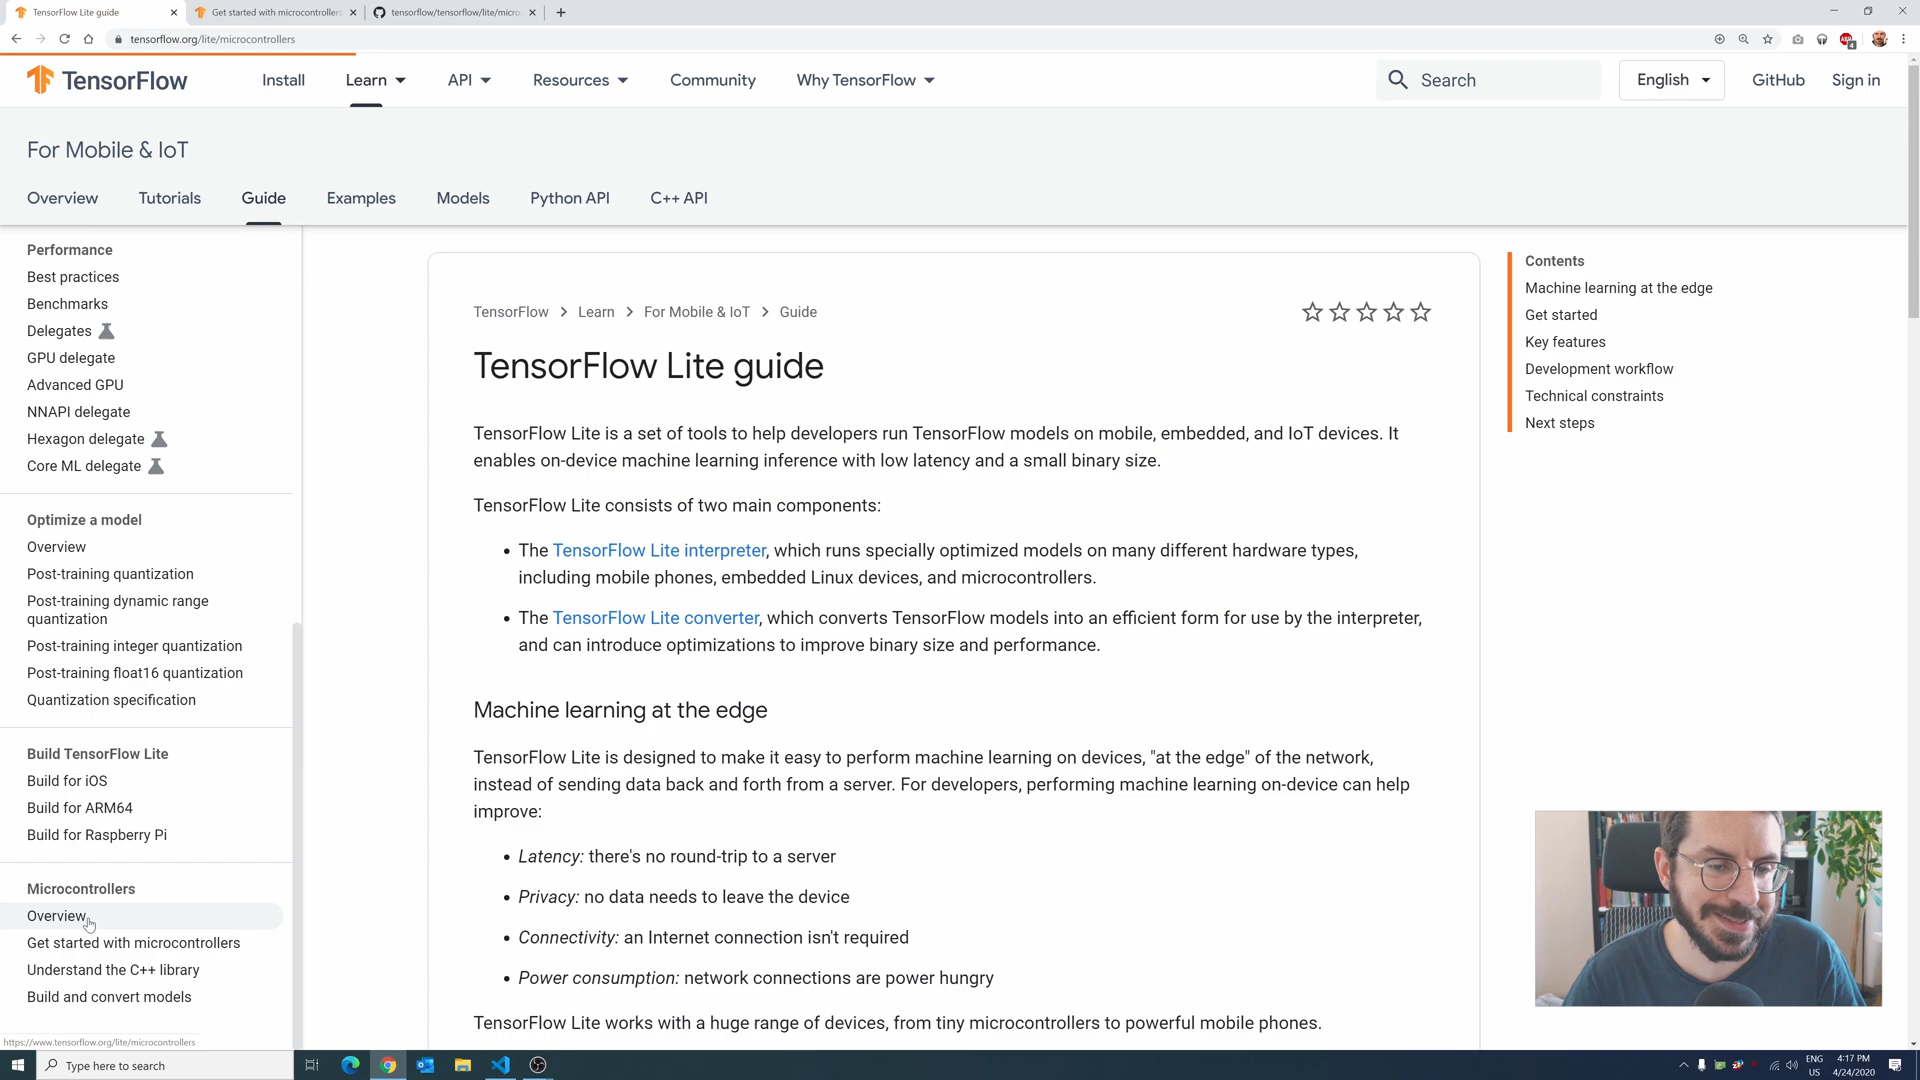 TensorFlow Lite guide
Get started with microcontrollers
tensorflow/tensorflow/lite/micro
tensorflow.org/lite/microcontrollers
TensorFlow
Install
Learn
API
Resources
Community
Why TensorFlow
Search
English
GitHub
Sign in
For Mobile & IoT
Overview
Tutorials
Guide
Examples
Models
Python API
C++ API
Performance
Best practices
Benchmarks
Delegates
GPU delegate
Advanced GPU
NNAPI delegate
Hexagon delegate
Core ML delegate
Optimize a model
Overview
Post-training quantization
Post-training dynamic range
quantization
Post-training integer quantization
Post-training float16 quantization
Quantization specification
Build TensorFlow Lite
Build for iOS
Build for ARM64
Build for Raspberry Pi
Microcontrollers
Overview
Get started with microcontrollers
Understand the C++ library
Build and convert models
https://www.tensorflow.org/lite/microcontrollers
TensorFlow > Learn > For Mobile & IoT > Guide
TensorFlow Lite guide
TensorFlow Lite is a set of tools to help developers run TensorFlow models on mobile, embedded, and IoT devices. It
enables on-device machine learning inference with low latency and a small binary size.
TensorFlow Lite consists of two main components:
• The TensorFlow Lite interpreter, which runs specially optimized models on many different hardware types,
including mobile phones, embedded Linux devices, and microcontrollers.
• The TensorFlow Lite converter, which converts TensorFlow models into an efficient form for use by the interpreter,
and can introduce optimizations to improve binary size and performance.
Machine learning at the edge
TensorFlow Lite is designed to make it easy to perform machine learning on devices, "at the edge" of the network,
instead of sending data back and forth from a server. For developers, performing machine learning on-device can help
improve:
• Latency: there's no round-trip to a server
• Privacy: no data needs to leave the device
• Connectivity: an Internet connection isn't required
• Power consumption: network connections are power hungry
TensorFlow Lite works with a huge range of devices, from tiny microcontrollers to powerful mobile phones.
Contents
Machine learning at the edge
Get started
Key features
Development workflow
Technical constraints
Next steps
Type here to search
ENG
US
4:17 PM
4/24/2020